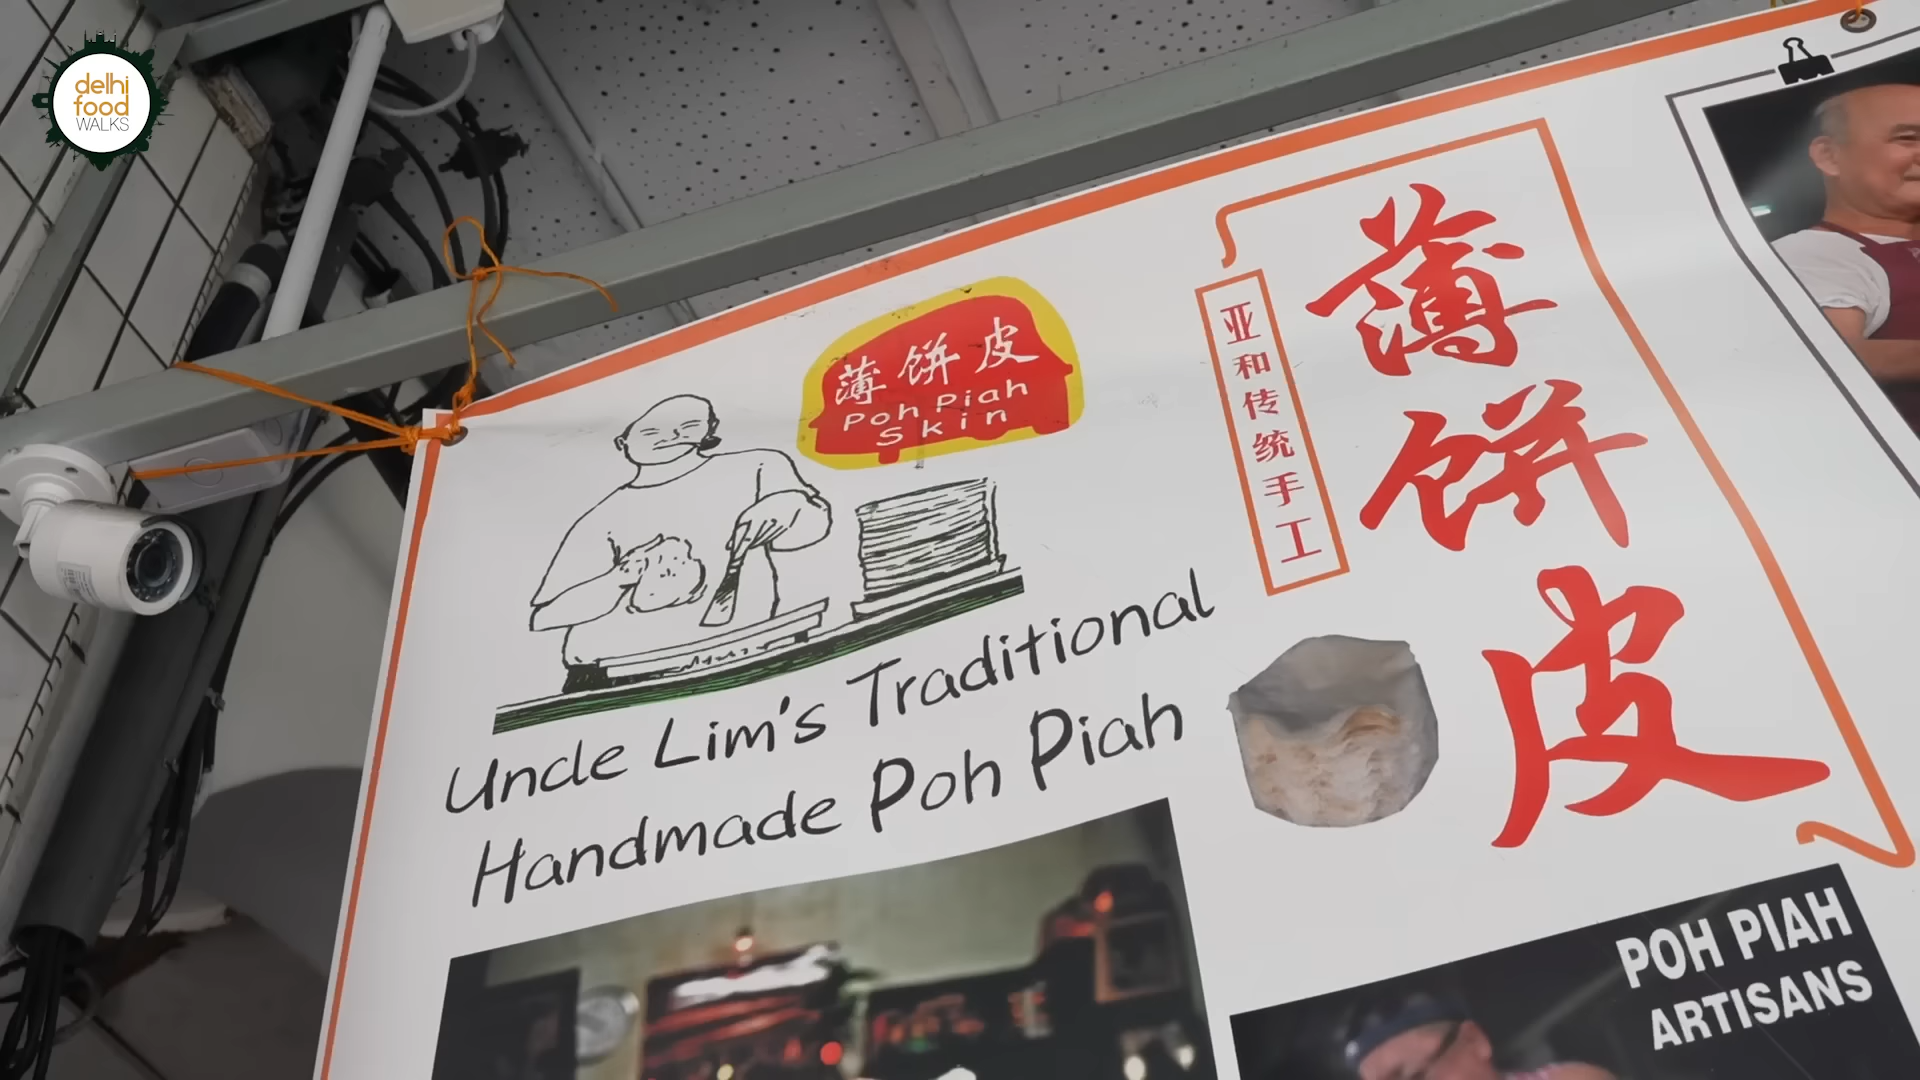 delhi
food
WALKS
薄饼皮
Poh Piah
Skin
Uncle Lim's Traditional
Handmade Poh Piah
亚和传统手工
薄饼皮
POH PIAH
ARTISANS